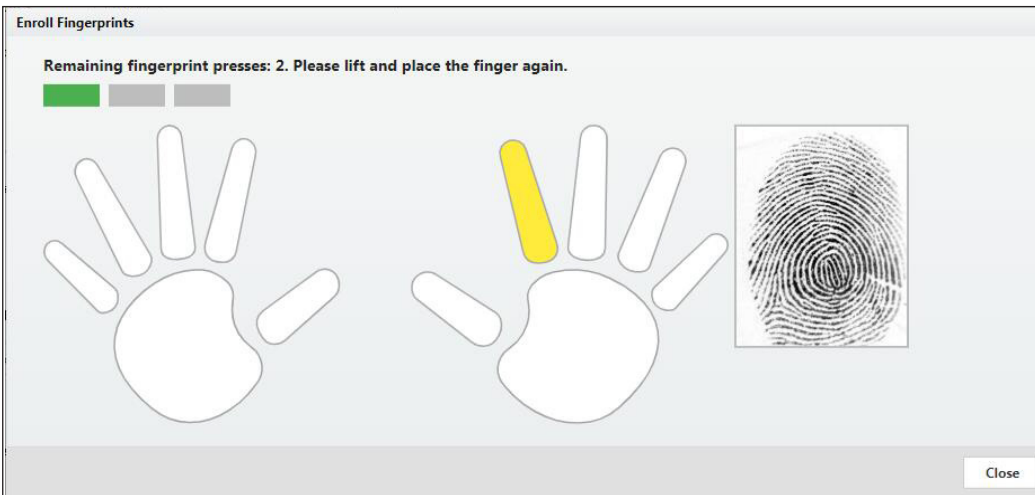 Enroll Fingerprints
Remaining fingerprint presses: 2. Please lift and place the finger again.
Close